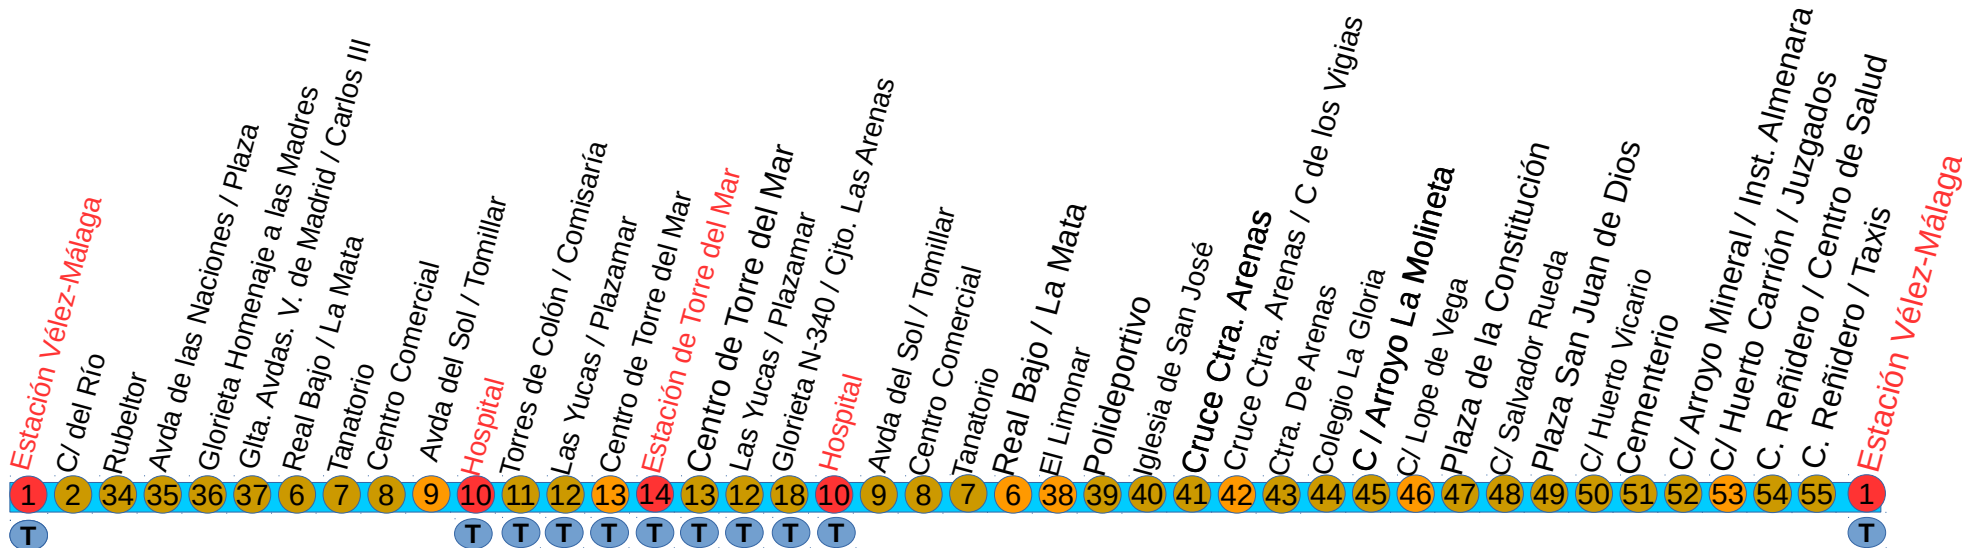 Estación Vélez-Málaga
C/ del Río
Rubeltor
Avda de las Naciones / Plaza
Glorieta Homenaje a las Madres
Glta. Avdas. V. de Madrid / Carlos III
Real Bajo / La Mata
Tanatorio
Centro Comercial
Avda del Sol / Tomillar
Hospital
Torres de Colón / Comisaría
Las Yucas / Plazamar
Centro de Torre del Mar
Estación de Torre del Mar
Centro de Torre del Mar
Las Yucas / Plazamar
Glorieta N-340 / Cjto. Las Arenas
Hospital
Avda del Sol / Tomillar
Centro Comercial
Tanatorio
Real Bajo / La Mata
El Limonar
Polideportivo
Iglesia de San José
Cruce Ctra. Arenas
Cruce Ctra. Arenas / C de los Vigias
Ctra. De Arenas
Colegio La Gloria
C / Arroyo La Molineta
C/ Lope de Vega
Plaza de la Constitución
C/ Salvador Rueda
Plaza San Juan de Dios
C/ Huerto Vicario
Cementerio
C/ Arroyo Mineral / Inst. Almenara
C/ Huerto Carrión / Juzgados
C. Reñidero / Centro de Salud
C. Reñidero / Taxis
Estación Vélez-Málaga
1 2 34 35 36 37 6 7 8 9 10 11 12 13 14 13 12 18 10 9 8 7 6 38 39 40 41 42 43 44 45 46 47 48 49 50 51 52 53 54 55 1
T T T T T T T T T T T